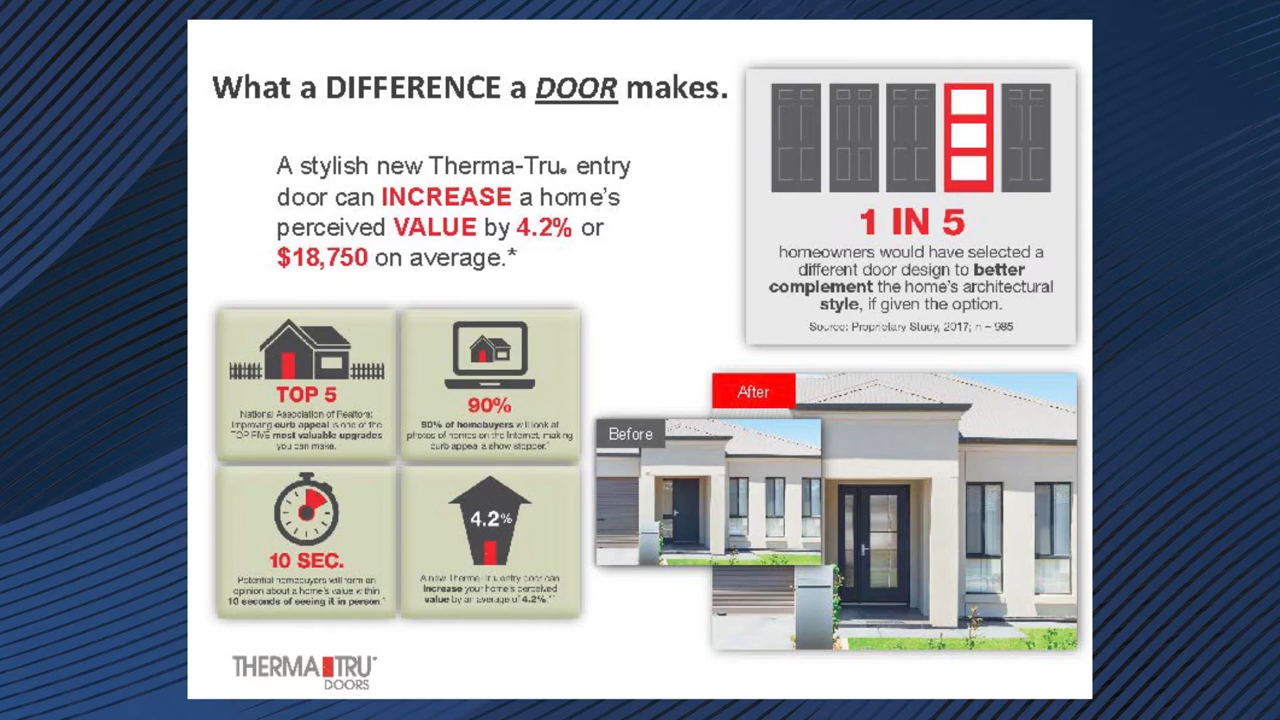 What a DIFFERENCE a DOOR makes.
A stylish new Therma-Tru® entry
door can INCREASE a home's
perceived VALUE by 4.2% or
$18,750 on average.*
1 IN 5
homeowners would have selected a
different door design to better
complement the home's architectural
style, if given the option.
Source: Proprietary Study, 2017; n = 985
TOP 5
National Association of Realtors:
Improving curb appeal is one of the
TOP FIVE most valuable upgrades
you can make.
90%
90% of homebuyers will look at
photos of homes on the Internet, making
curb appeal a show stopper.*
10 SEC.
Potential homebuyers will form an
opinion about a home's value within
10 seconds of seeing it in person.*
4.2%
A new Therma-Tru entry door can
increase your home's perceived
value by an average of 4.2%.**
Before
After
THERMA TRU
DOORS